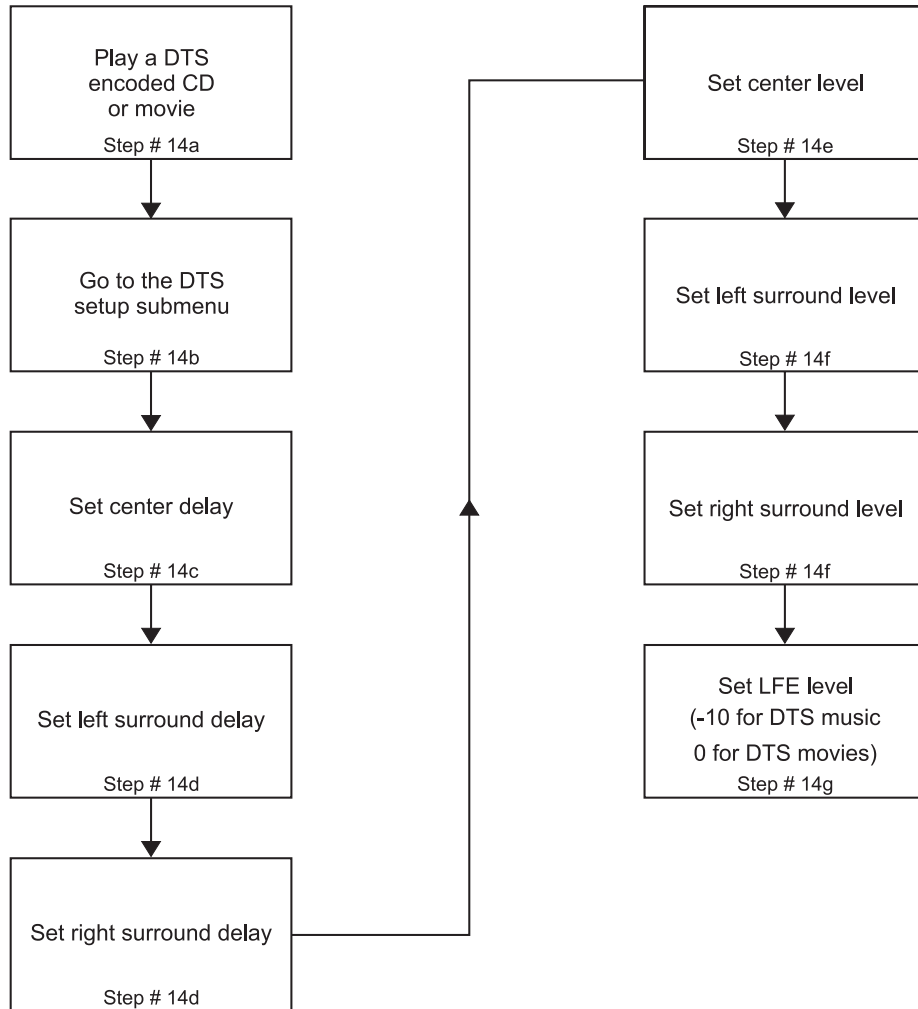 Play a DTS
encoded CD
or movie
Step # 14a
Go to the DTS
setup submenu
Step # 14b
Set center delay
Step # 14c
Set left surround delay
Step # 14d
Set right surround delay
Step # 14d
Set center level
Step # 14e
Set left surround level
Step # 14f
Set right surround level
Step # 14f
Set LFE level
(-10 for DTS music
0 for DTS movies)
Step # 14g